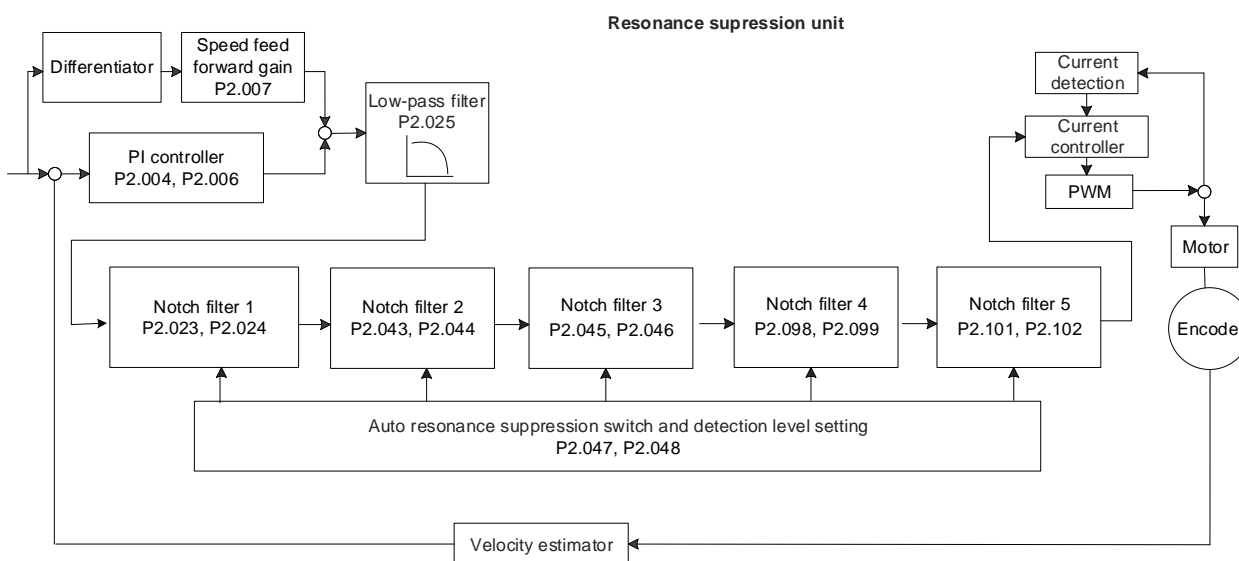 Resonance supression unit
Differentiator
Speed feed
forward gain
P2.007
Low-pass filter
P2.025
PI controller
P2.004, P2.006
Current
detection
Current
controller
PWM
Motor
Encode
Notch filter 1
P2.023, P2.024
Notch filter 2
P2.043, P2.044
Notch filter 3
P2.045, P2.046
Notch filter 4
P2.098, P2.099
Notch filter 5
P2.101, P2.102
Auto resonance suppression switch and detection level setting
P2.047, P2.048
Velocity estimator